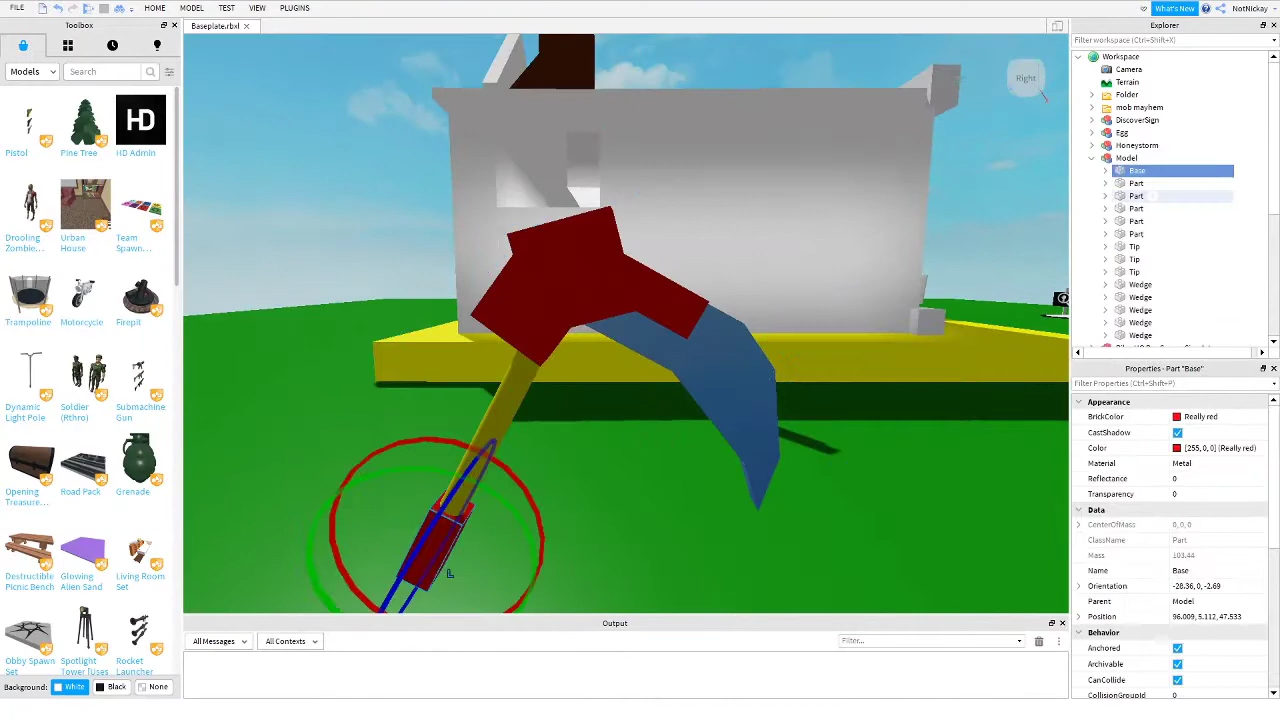 FILE HOME MODEL TEST VIEW PLUGINS What's New NotNickay
Toolbox
Models Search
Pistol Pine Tree HD Admin
HD
Drooling Zombie... Urban House Team Spawn...
Trampoline Motorcycle Firepit
Dynamic Light Pole Soldier (Rthro) Submachine Gun
Opening Treasure... Road Pack Grenade
Destructible Picnic Bench Glowing Alien Sand Living Room Set
Obby Spawn Set Spotlight Tower [Uses Rocket Launcher
Background: White Black None
Baseplate.rbxl
Right
L
Output
All Messages All Contexts Filter...
Explorer
Filter workspace (Ctrl+Shift+X)
Workspace
Camera
Terrain
Folder
mob mayhem
DiscoverSign
Egg
Honeystorm
Model
Base
Part
Part
Part
Part
Part
Tip
Tip
Tip
Wedge
Wedge
Wedge
Wedge
Wedge
Properties - Part "Base"
Filter Properties (Ctrl+Shift+P)
Appearance
BrickColor Really red
CastShadow
Color [255, 0, 0] (Really red)
Material Metal
Reflectance 0
Transparency 0
Data
CenterOfMass 0,0,0
ClassName Part
Mass 103.44
Name Base
Orientation -28.36, 0, -2.69
Parent Model
Position 96.009, 5.112, 47.533
Behavior
Anchored
Archivable
CanCollide
CollisionGroupId 0